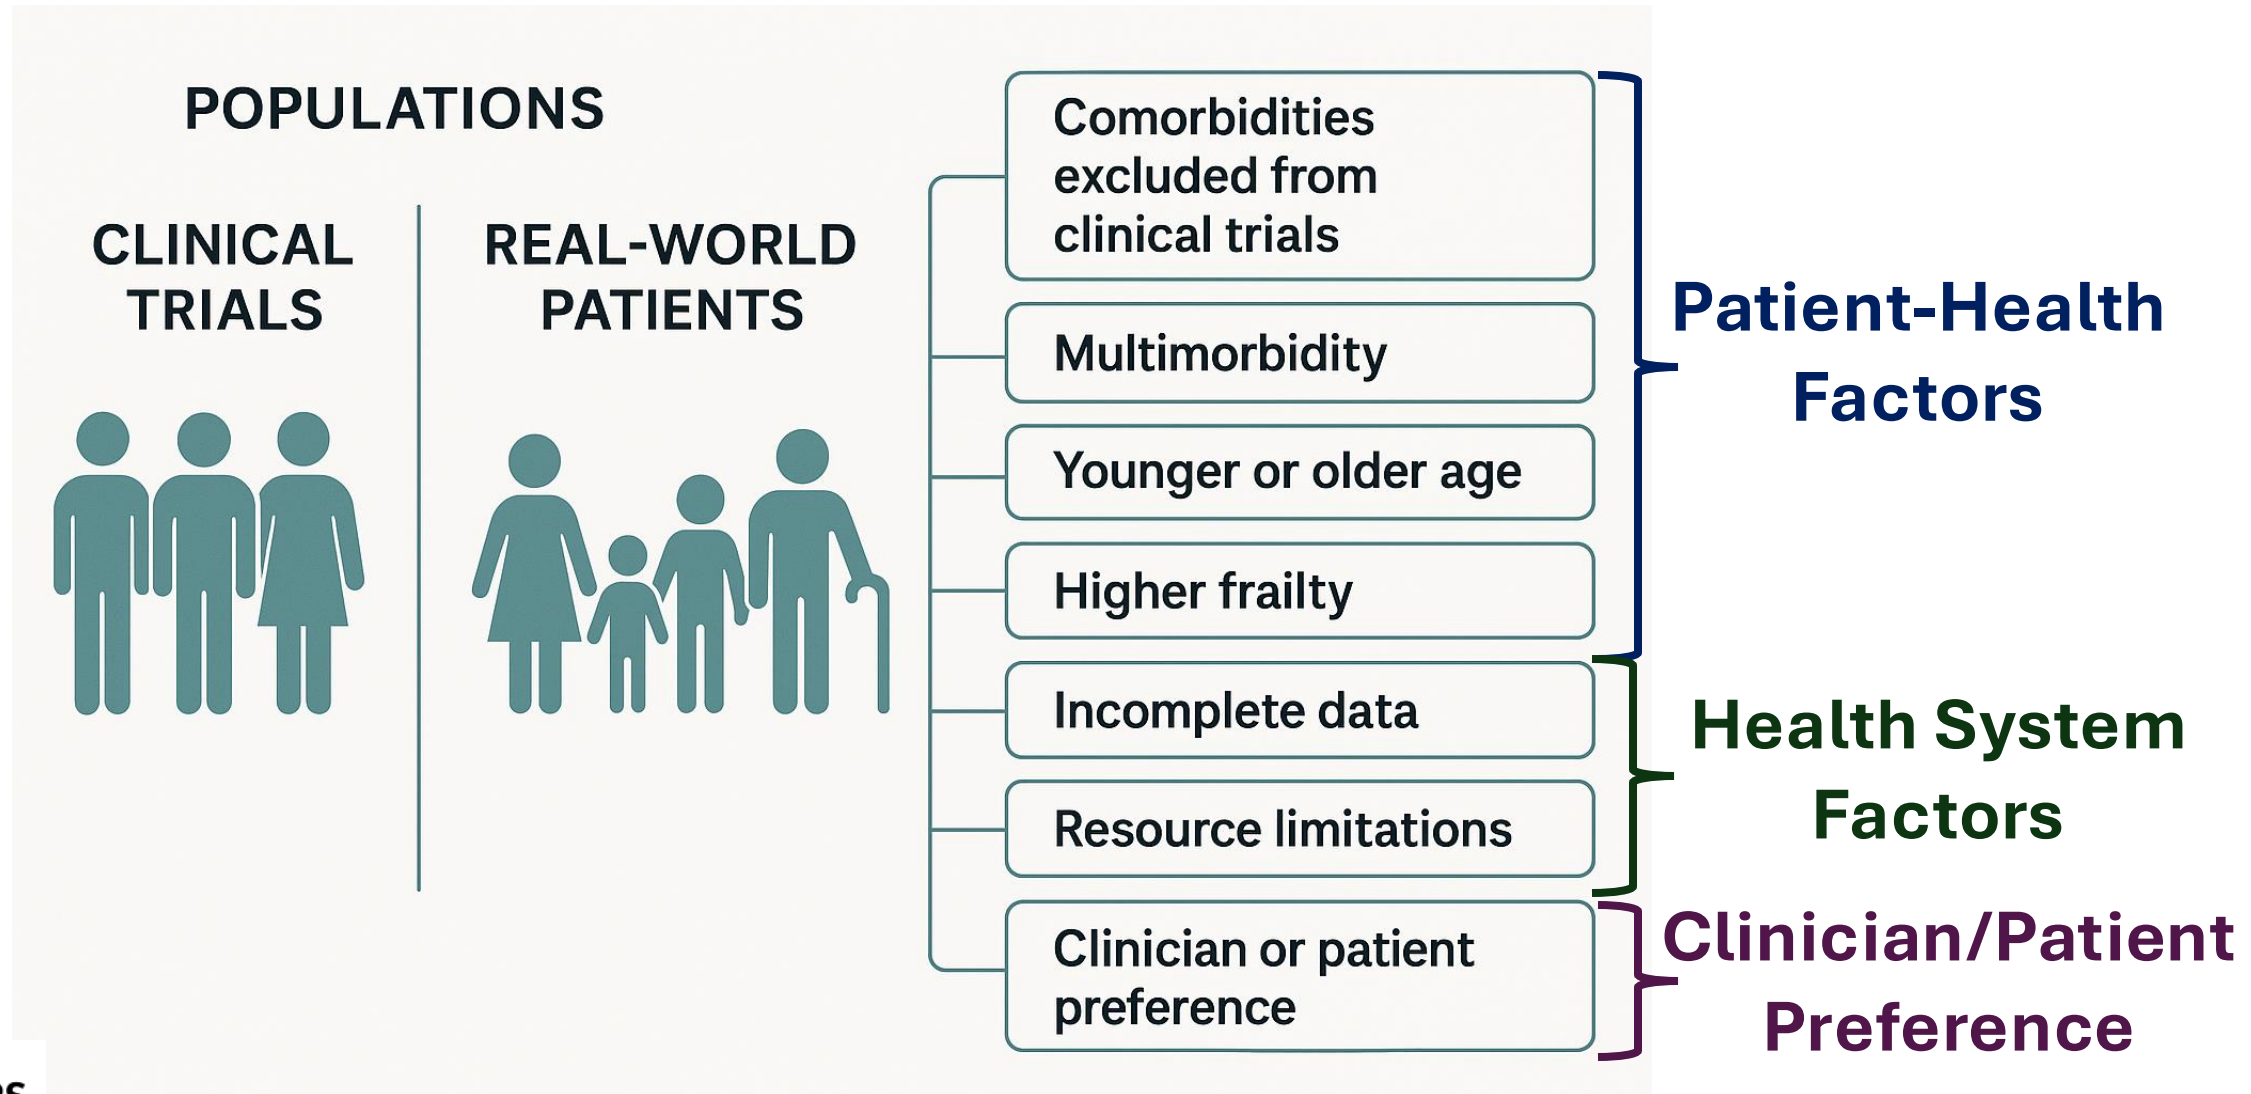 POPULATIONS
CLINICAL
TRIALS
REAL-WORLD
PATIENTS
Comorbidities
excluded from
clinical trials
Multimorbidity
Younger or older age
Higher frailty
Incomplete data
Resource limitations
Clinician or patient
preference
Patient-Health
Factors
Health System
Factors
Clinician/Patient
Preference